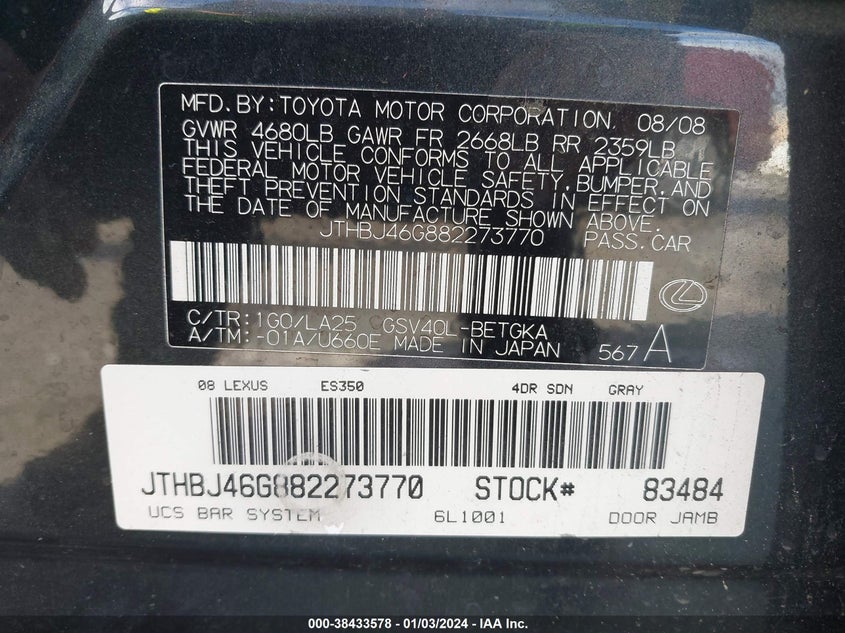 MFD. BY: TOYOTA MOTOR CORPORATION 08/08
GVWR 4680LB GAWR FR 2668LB RR 2359LB
THIS VEHICLE CONFORMS TO ALL APPLICABLE
FEDERAL MOTOR VEHICLE SAFETY, BUMPER, AND
THEFT PREVENTION STANDARDS IN EFFECT ON
THE DATE OF MANUFACTURE SHOWN ABOVE.
JTHBJ46G882273770 PASS. CAR
C/TR: 1G0/LA25 GSV40L-BETGKA
A/TM: -01A/U660E MADE IN JAPAN 567 A
08 LEXUS ES350 4DR SDN GRAY
JTHBJ46G882273770 STOCK# 83484
UCS BAR SYSTEM 6L1001 DOOR JAMB
000-38433578 — 01/03/2024 — IAA Inc.